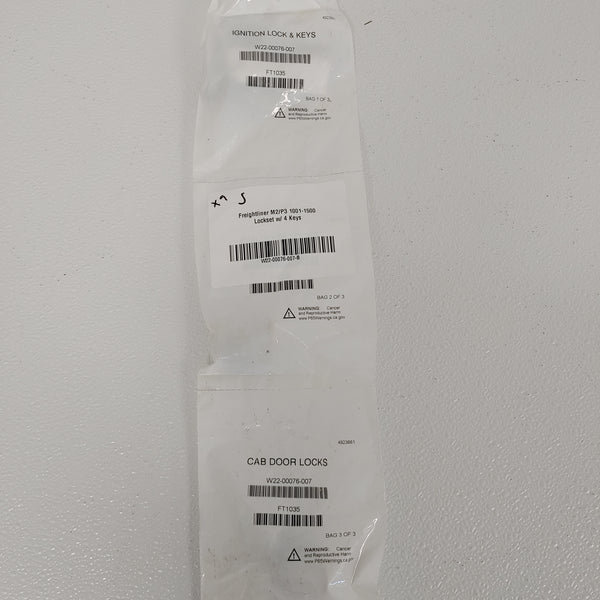 IGNITION LOCK & KEYS
W22-00076-007
FT1035
BAG 1 OF 3
WARNING: Cancer
and Reproductive Harm
www.P65Warnings.ca.gov
Freightliner M2/P3 1001-1500
Lockset w/ 4 Keys
W22-00076-007-B
BAG 2 OF 3
WARNING: Cancer
and Reproductive Harm
www.P65Warnings.ca.gov
4923661
CAB DOOR LOCKS
W22-00076-007
FT1035
BAG 3 OF 3
WARNING: Cancer
and Reproductive Harm
www.P65Warnings.ca.gov